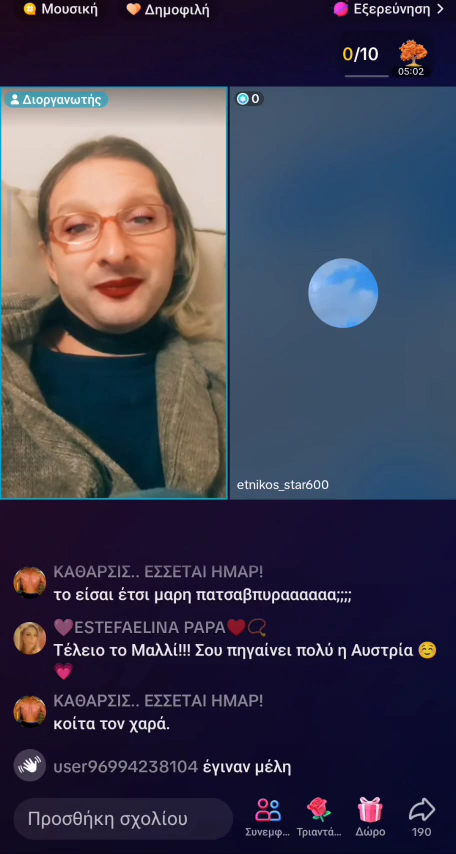 Μουσική
Δημοφιλή
Εξερεύνηση
0/10
05:02
Διοργανωτής
0
etnikos_star600
ΚΑΘΑΡΣΙΣ.. ΕΣΣΕΤΑΙ ΗΜΑΡ!
το είσαι έτσι μαρη πατσαβπυραααααα;;;;
💜ESTEFAELINA PAPA❤️📿
Τέλειο το Μαλλί!!! Σου πηγαίνει πολύ η Αυστρία ☺️
💗
ΚΑΘΑΡΣΙΣ.. ΕΣΣΕΤΑΙ ΗΜΑΡ!
κοίτα τον χαρά.
user96994238104 έγιναν μέλη
Προσθήκη σχολίου
Συνεμφ...
Τριαντά...
Δώρο
190